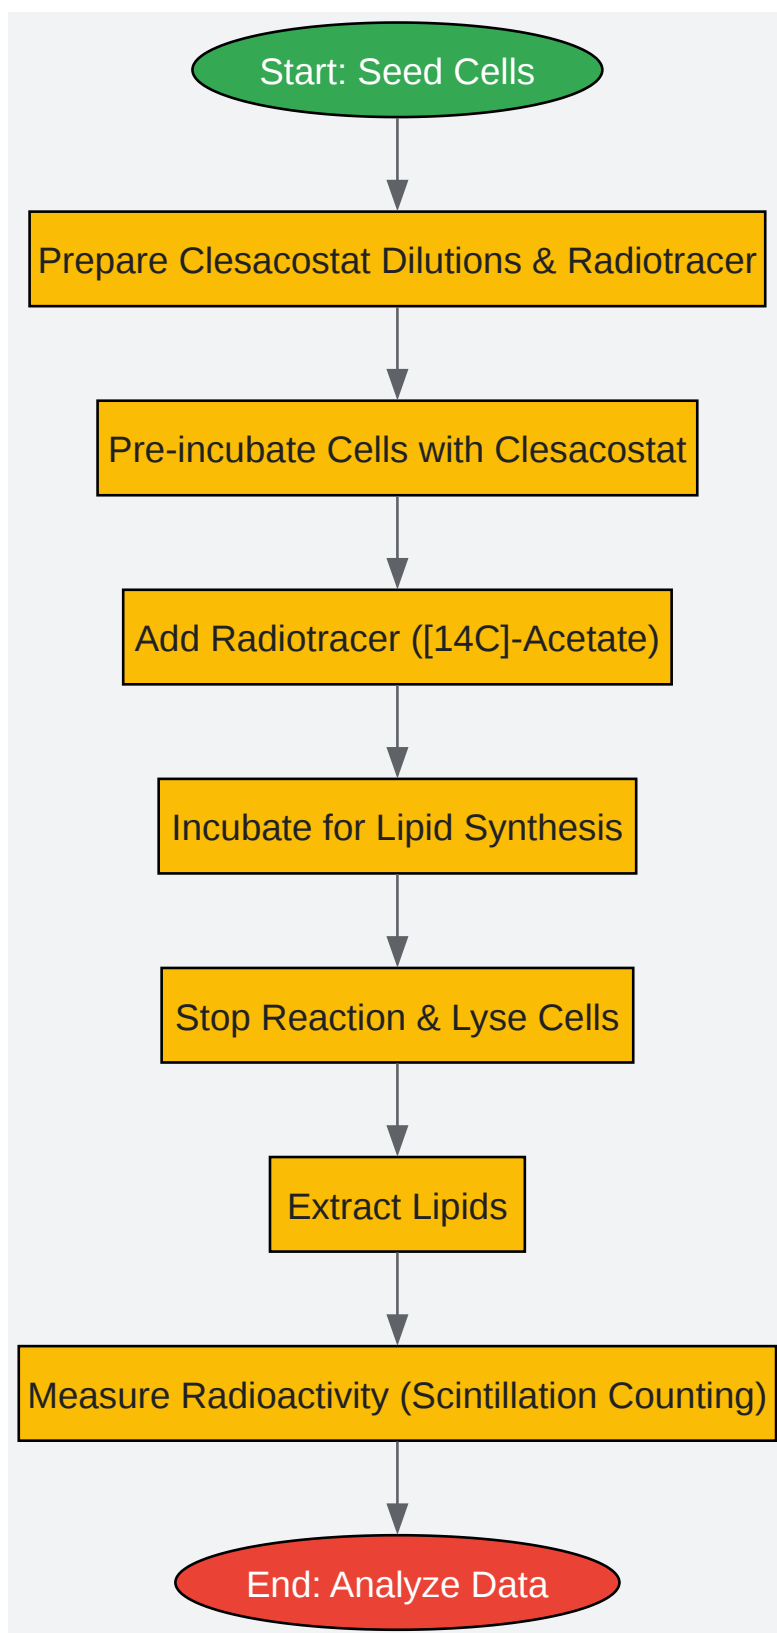 Start: Seed Cells
Prepare Clesacostat Dilutions & Radiotracer
Pre-incubate Cells with Clesacostat
Add Radiotracer ([14C]-Acetate)
Incubate for Lipid Synthesis
Stop Reaction & Lyse Cells
Extract Lipids
Measure Radioactivity (Scintillation Counting)
End: Analyze Data